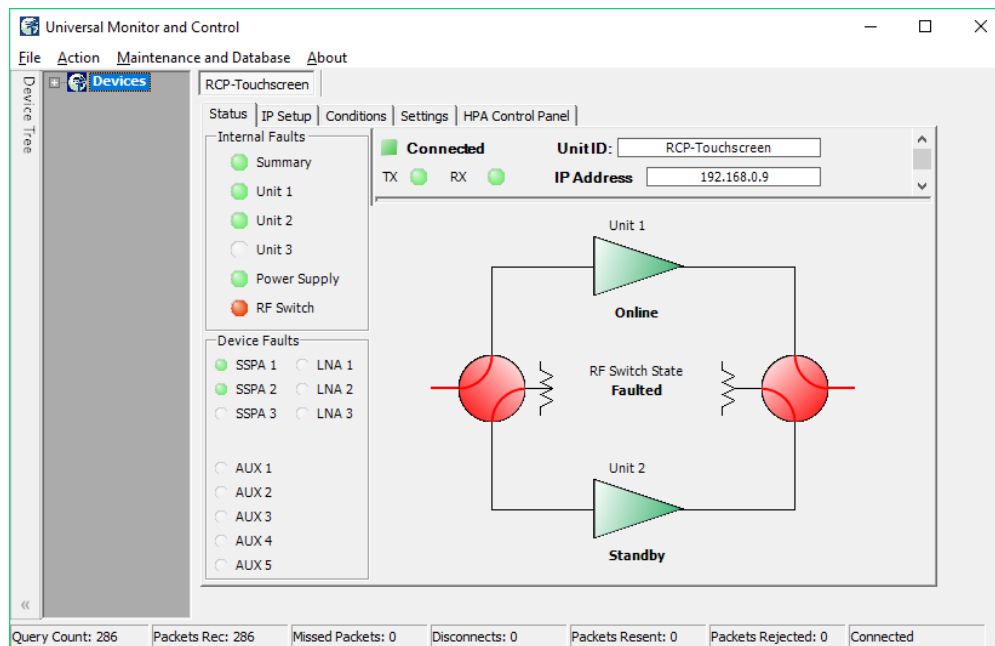 Universal Monitor and Control
File Action Maintenance and Database About
Device Tree
Devices
RCP-Touchscreen
Status IP Setup Conditions Settings HPA Control Panel
Internal Faults
Summary
Unit 1
Unit 2
Unit 3
Power Supply
RF Switch
Device Faults
SSPA 1 LNA 1
SSPA 2 LNA 2
SSPA 3 LNA 3
AUX 1
AUX 2
AUX 3
AUX 4
AUX 5
Connected Unit ID: RCP-Touchscreen
TX RX IP Address 192.168.0.9
Unit 1
Online
RF Switch State
Faulted
Unit 2
Standby
Query Count: 286 Packets Rec: 286 Missed Packets: 0 Disconnects: 0 Packets Resent: 0 Packets Rejected: 0 Connected